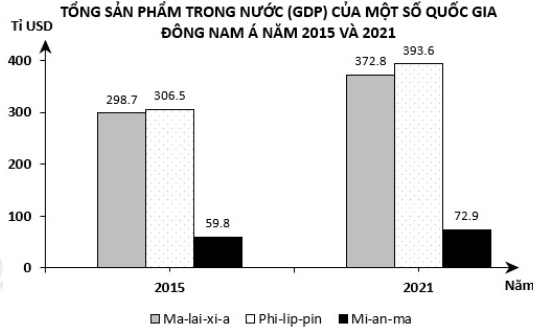 TỔNG SẢN PHẨM TRONG NƯỚC (GDP) CỦA MỘT SỐ QUỐC GIA
ĐÔNG NAM Á NĂM 2015 VÀ 2021
Tỉ USD
400
300
200
100
0
298.7
306.5
59.8
372.8
393.6
72.9
2015
2021
Năm
Ma-lai-xi-a
Phi-lip-pin
Mi-an-ma